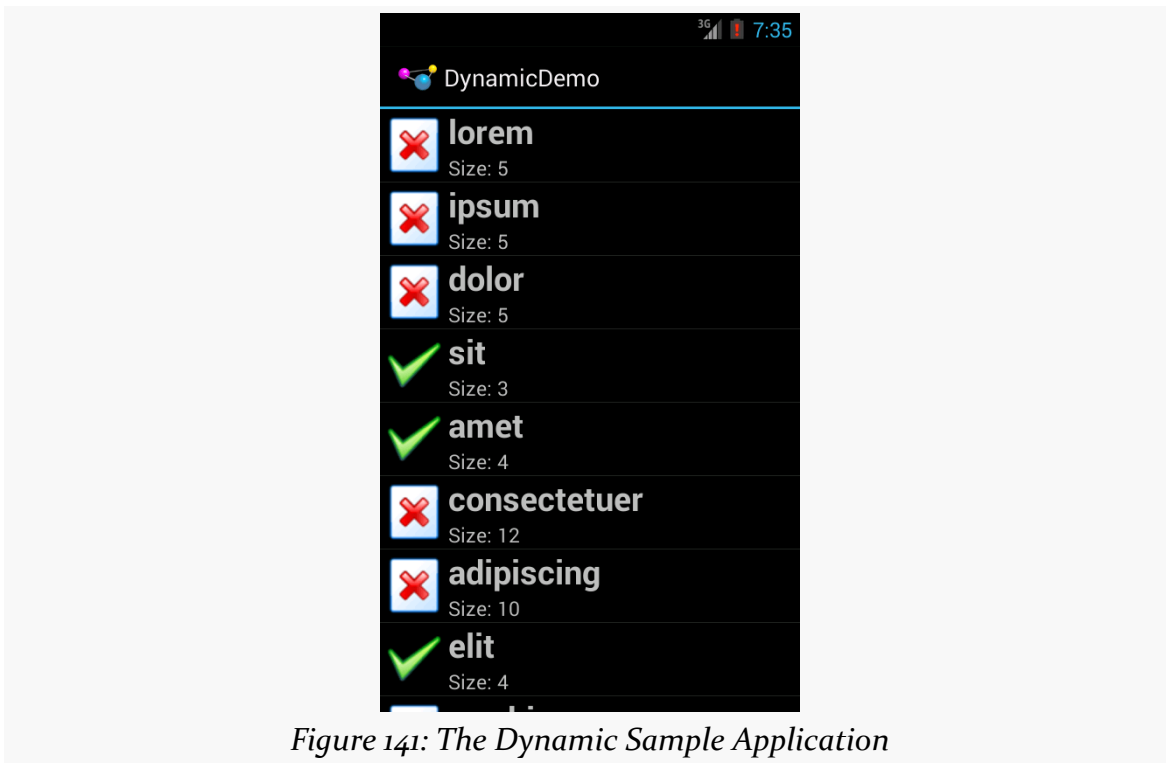 3G 7:35
DynamicDemo
lorem
Size: 5
ipsum
Size: 5
dolor
Size: 5
sit
Size: 3
amet
Size: 4
consectetuer
Size: 12
adipiscing
Size: 10
elit
Size: 4
Figure 141: The Dynamic Sample Application